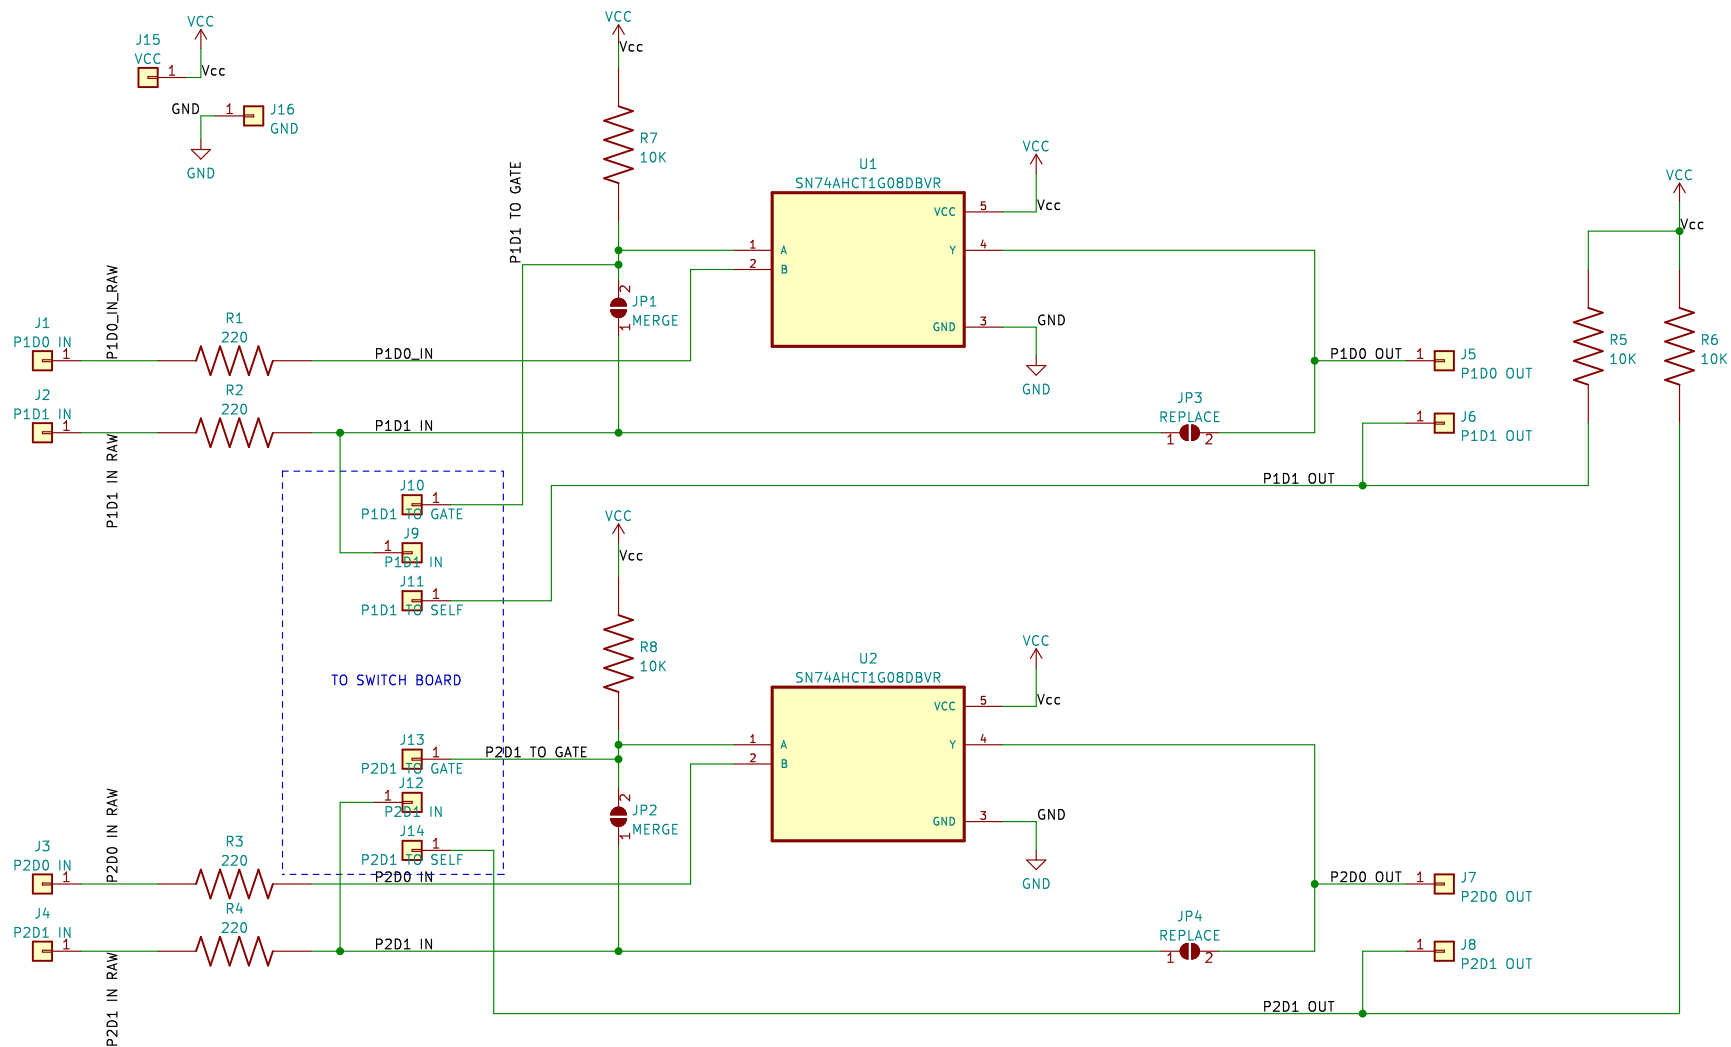 VCC
J15
VCC
1
Vcc
GND
1
J16
GND
GND
VCC
Vcc
R7
10K
P1D1 TO GATE
U1
SN74AHCT1G08DBVR
VCC
5
Vcc
VCC
1
A
Y
4
2
B
GND
3
GND
GND
VCC
Vcc
R5
10K
R6
10K
2
JP1
MERGE
1
P1D0_IN_RAW
J1
P1D0 IN
1
R1
220
P1D0_IN
J2
P1D1 IN
1
R2
220
P1D1 IN
P1D1 IN RAW
JP3
REPLACE
1
2
P1D0 OUT
1
J5
P1D0 OUT
1
J6
P1D1 OUT
P1D1 OUT
J10
1
P1D1 TO GATE
J9
1
P1D1 IN
J11
1
P1D1 TO SELF
TO SWITCH BOARD
VCC
Vcc
R8
10K
U2
SN74AHCT1G08DBVR
VCC
5
Vcc
VCC
1
A
Y
4
2
B
GND
3
GND
GND
J13
1
P2D1 TO GATE
P2D1 TO GATE
J12
1
P2D1 IN
J14
1
P2D1 TO SELF
2
JP2
MERGE
1
P2D0 IN RAW
J3
P2D0 IN
1
R3
220
P2D0 IN
J4
P2D1 IN
1
R4
220
P2D1 IN
P2D1 IN RAW
JP4
REPLACE
1
2
P2D0 OUT
1
J7
P2D0 OUT
1
J8
P2D1 OUT
P2D1 OUT